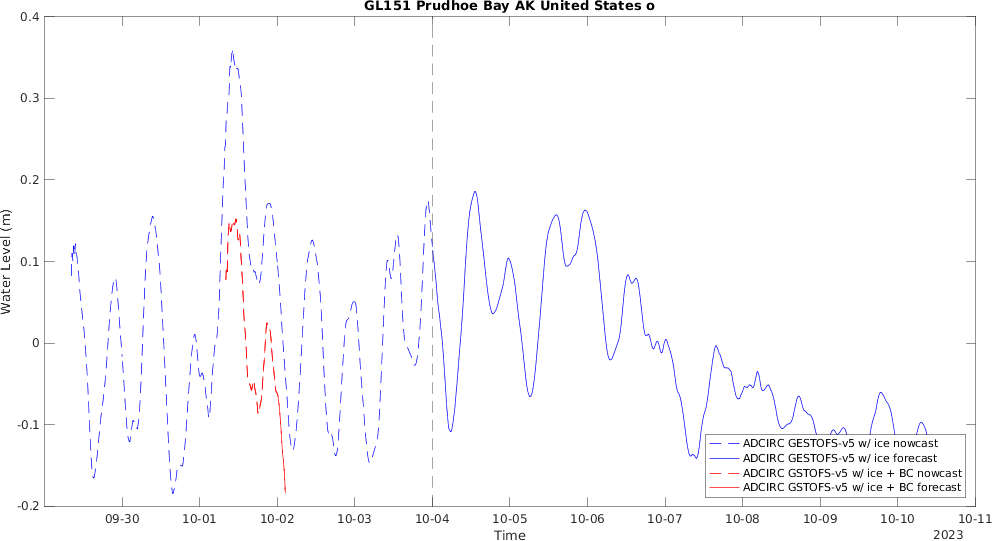 GL151 Prudhoe Bay AK United States o
0.4
0.3
0.2
0.1
0
-0.1
-0.2
Water Level (m)
ADCIRC GESTOFS-v5 w/ ice nowcast
ADCIRC GESTOFS-v5 w/ ice forecast
ADCIRC GSTOFS-v5 w/ ice + BC nowcast
ADCIRC GSTOFS-v5 w/ ice + BC forecast
09-30 10-01 10-02 10-03 10-04 10-05 10-06 10-07 10-08 10-09 10-10 10-11
Time
2023